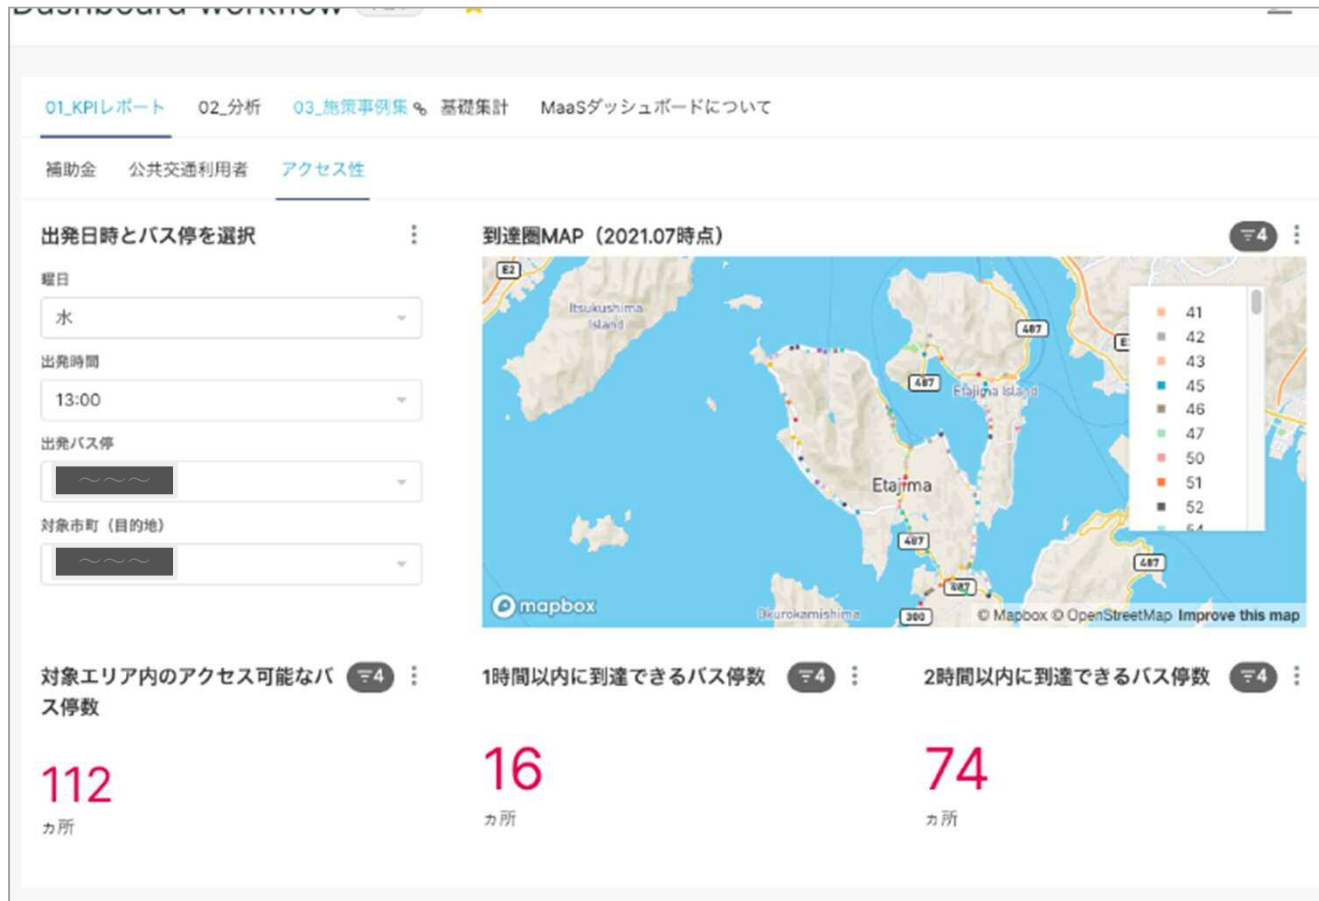 Dashboard Workflow
01_KPIレポート 02_分析 03_施策事例集 基礎集計 MaaSダッシュボードについて
補助金 公共交通利用者 アクセス性
出発日時とバス停を選択
曜日
水
出発時間
13:00
出発バス停
～～～
対象市町（目的地）
～～～
到達圏MAP（2021.07時点）
4
E2
Itsukushima
Island
487
487
Etajima Island
Etajima
487
487
487
300
Okurokamishima
41
42
43
45
46
47
50
51
52
54
mapbox
© Mapbox © OpenStreetMap Improve this map
対象エリア内のアクセス可能なバ
ス停数
4
112
カ所
1時間以内に到達できるバス停数
4
16
カ所
2時間以内に到達できるバス停数
4
74
カ所